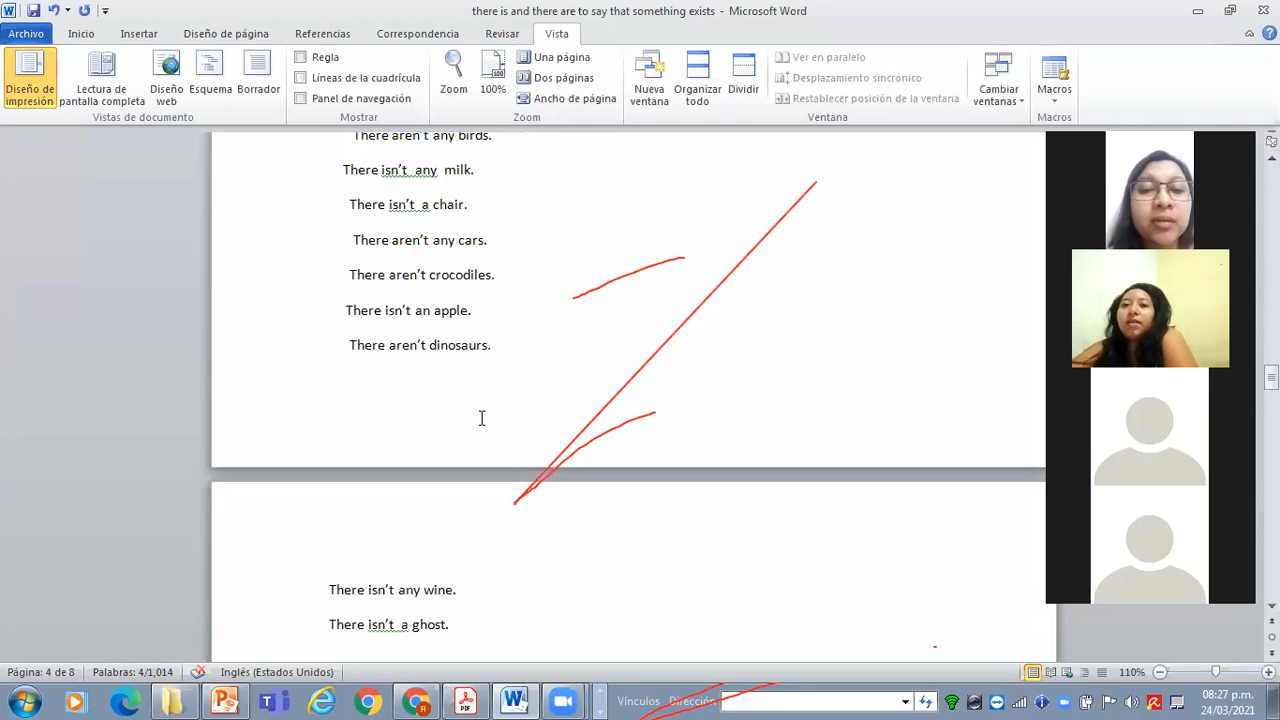 there is and there are to say that something exists - Microsoft Word
Archivo Inicio Insertar Diseño de página Referencias Correspondencia Revisar Vista
Diseño de impresión
Lectura de pantalla completa
Diseño web
Esquema
Borrador
Vistas de documento
Regla
Líneas de la cuadrícula
Panel de navegación
Mostrar
Zoom
100%
Una página
Dos páginas
Ancho de página
Zoom
Nueva ventana
Organizar todo
Dividir
Ver en paralelo
Desplazamiento sincrónico
Restablecer posición de la ventana
Ventana
Cambiar ventanas
Macros
Macros
There aren't any birds.
There isn't any milk.
There isn't a chair.
There aren't any cars.
There aren't crocodiles.
There isn't an apple.
There aren't dinosaurs.
There isn't any wine.
There isn't a ghost.
Página: 4 de 8 Palabras: 4/1,014 Inglés (Estados Unidos) 110%
Vínculos Dirección
08:27 p.m.
24/03/2021